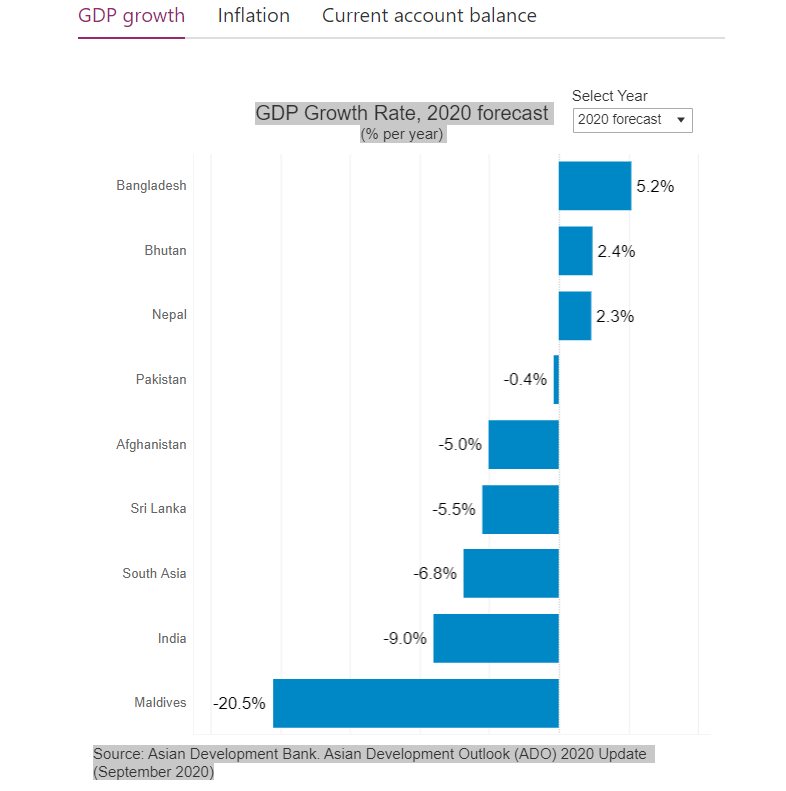 GDP growth Inflation Current account balance
Select Year
GDP Growth Rate, 2020 forecast
2020 forecast
(% per year)
Bangladesh 5.2%
Bhutan 2.4%
Nepal 2.3%
Pakistan -0.4%
Afghanistan -5.0%
Sri Lanka -5.5%
South Asia -6.8%
India -9.0%
Maldives -20.5%
Source: Asian Development Bank. Asian Development Outlook (ADO) 2020 Update
(September 2020)